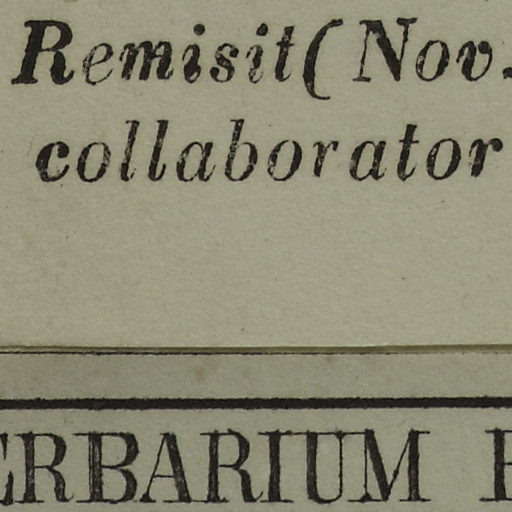 Remisit (Nov.
collaborator
ERBARIUM